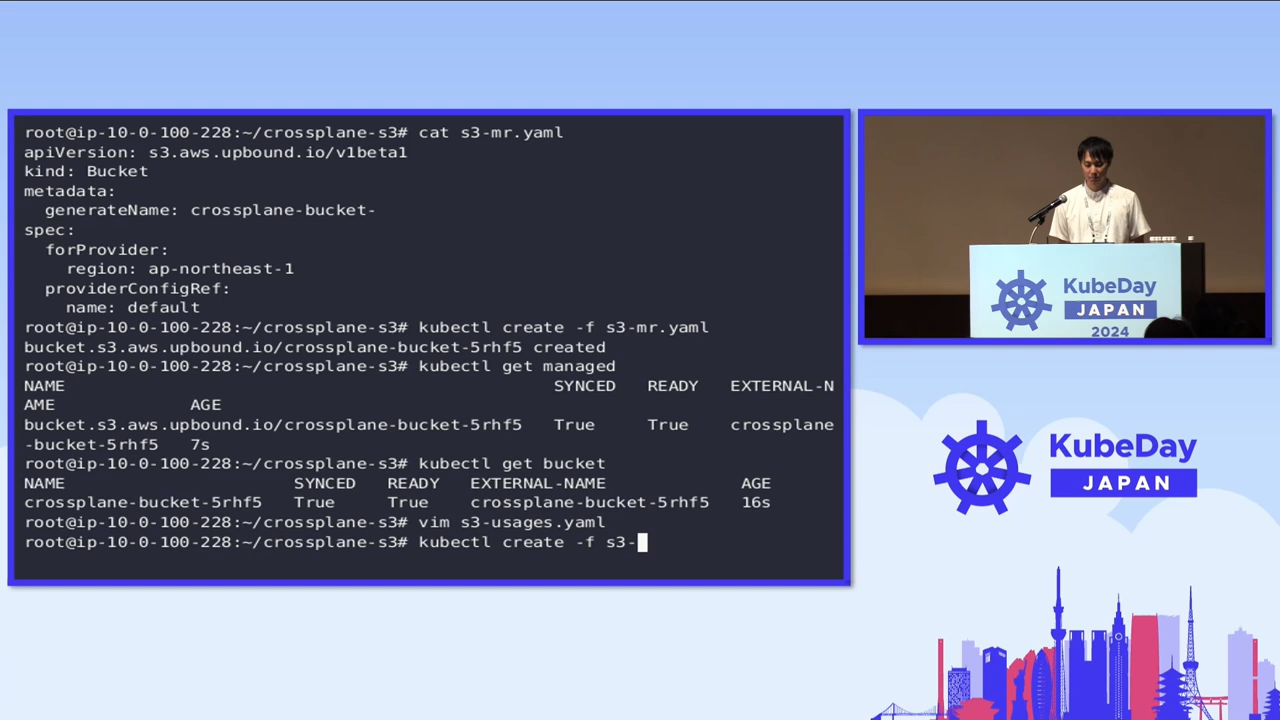 root@ip-10-0-100-228:~/crossplane-s3# cat s3-mr.yaml
apiVersion: s3.aws.upbound.io/v1beta1
kind: Bucket
metadata:
  generateName: crossplane-bucket-
spec:
  forProvider:
    region: ap-northeast-1
  providerConfigRef:
    name: default
root@ip-10-0-100-228:~/crossplane-s3# kubectl create -f s3-mr.yaml
bucket.s3.aws.upbound.io/crossplane-bucket-5rhf5 created
root@ip-10-0-100-228:~/crossplane-s3# kubectl get managed
NAME SYNCED READY EXTERNAL-N
AME AGE
bucket.s3.aws.upbound.io/crossplane-bucket-5rhf5 True True crossplane
-bucket-5rhf5 7s
root@ip-10-0-100-228:~/crossplane-s3# kubectl get bucket
NAME SYNCED READY EXTERNAL-NAME AGE
crossplane-bucket-5rhf5 True True crossplane-bucket-5rhf5 16s
root@ip-10-0-100-228:~/crossplane-s3# vim s3-usages.yaml
root@ip-10-0-100-228:~/crossplane-s3# kubectl create -f s3-
KubeDay
JAPAN
2024
KubeDay
JAPAN